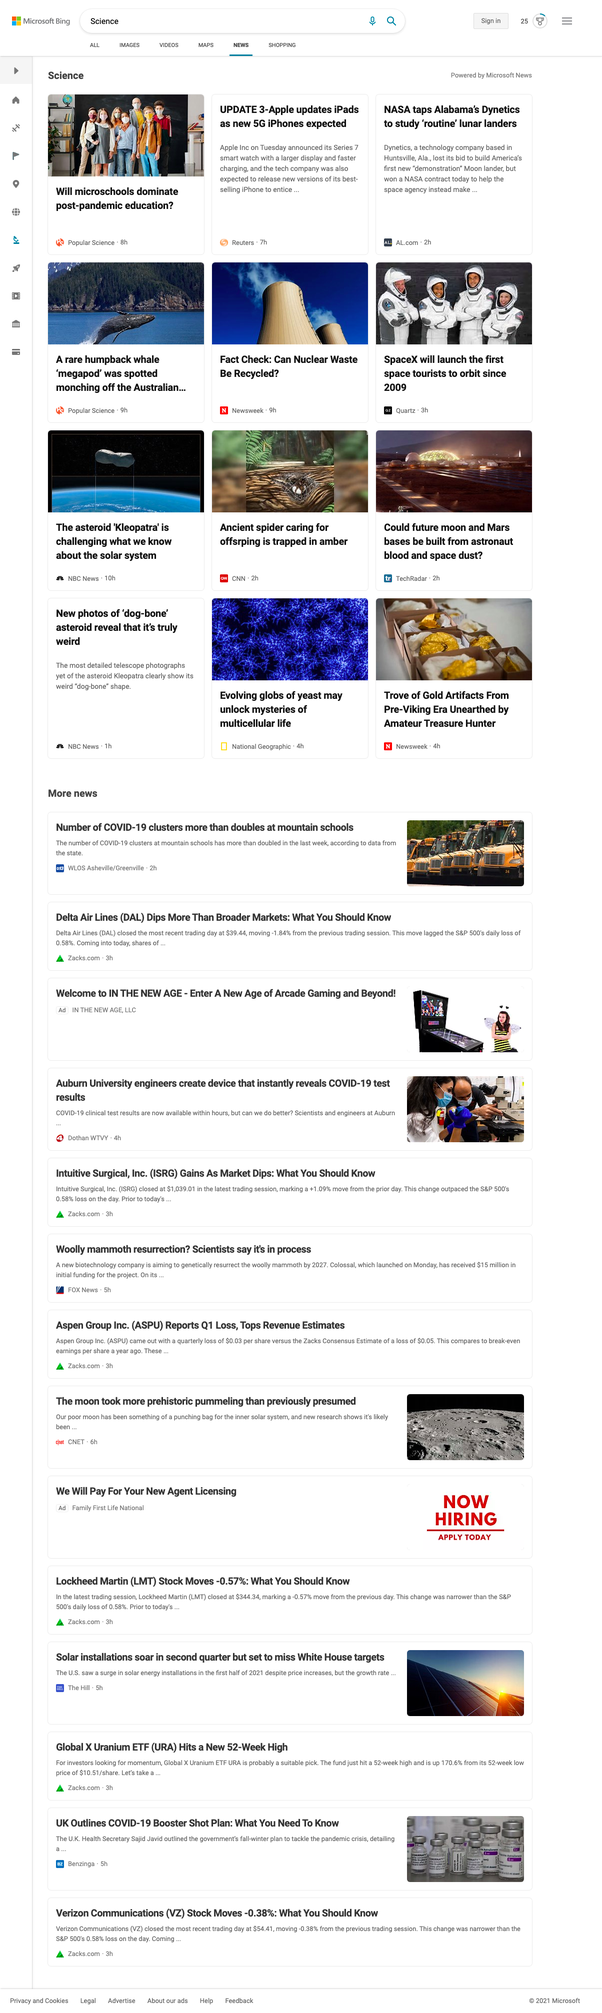 Microsoft Bing
Science
Sign in
25
ALL
IMAGES
VIDEOS
MAPS
NEWS
SHOPPING
Science
Powered by Microsoft News
Will microschools dominate
post-pandemic education?
Popular Science · 8h
UPDATE 3-Apple updates iPads
as new 5G iPhones expected
Apple Inc on Tuesday announced its Series 7
smart watch with a larger display and faster
charging, and the tech company was also
expected to release new versions of its best-
selling iPhone to entice ...
Reuters · 7h
NASA taps Alabama's Dynetics
to study 'routine' lunar landers
Dynetics, a technology company based in
Huntsville, Ala., lost its bid to build America's
first new "demonstration" Moon lander, but
won a NASA contract today to help the
space agency instead make ...
AL.com · 2h
A rare humpback whale
'megapod' was spotted
monching off the Australian...
Popular Science · 9h
Fact Check: Can Nuclear Waste
Be Recycled?
Newsweek · 9h
SpaceX will launch the first
space tourists to orbit since
2009
Quartz · 3h
The asteroid 'Kleopatra' is
challenging what we know
about the solar system
NBC News · 10h
Ancient spider caring for
offsrping is trapped in amber
CNN · 2h
Could future moon and Mars
bases be built from astronaut
blood and space dust?
TechRadar · 2h
New photos of 'dog-bone'
asteroid reveal that it's truly
weird
The most detailed telescope photographs
yet of the asteroid Kleopatra clearly show its
weird "dog-bone" shape.
NBC News · 1h
Evolving globs of yeast may
unlock mysteries of
multicellular life
National Geographic · 4h
Trove of Gold Artifacts From
Pre-Viking Era Unearthed by
Amateur Treasure Hunter
Newsweek · 4h
More news
Number of COVID-19 clusters more than doubles at mountain schools
The number of COVID-19 clusters at mountain schools has more than doubled in the last week, according to data from
the state.
WLOS Asheville/Greenville · 2h
Delta Air Lines (DAL) Dips More Than Broader Markets: What You Should Know
Delta Air Lines (DAL) closed the most recent trading day at $39.44, moving -1.84% from the previous trading session. This move lagged the S&P 500's daily loss of
0.58%. Coming into today, shares of ...
Zacks.com · 3h
Welcome to IN THE NEW AGE - Enter A New Age of Arcade Gaming and Beyond!
Ad IN THE NEW AGE, LLC
Auburn University engineers create device that instantly reveals COVID-19 test
results
COVID-19 clinical test results are now available within hours, but can we do better? Scientists and engineers at Auburn
...
Dothan WTVY · 4h
Intuitive Surgical, Inc. (ISRG) Gains As Market Dips: What You Should Know
Intuitive Surgical, Inc. (ISRG) closed at $1,039.01 in the latest trading session, marking a +1.09% move from the prior day. This change outpaced the S&P 500's
0.58% loss on the day. Prior to today's ...
Zacks.com · 3h
Woolly mammoth resurrection? Scientists say it's in process
A new biotechnology company is aiming to genetically resurrect the woolly mammoth by 2027. Colossal, which launched on Monday, has received $15 million in
initial funding for the project. On its ...
FOX News · 5h
Aspen Group Inc. (ASPU) Reports Q1 Loss, Tops Revenue Estimates
Aspen Group Inc. (ASPU) came out with a quarterly loss of $0.03 per share versus the Zacks Consensus Estimate of a loss of $0.05. This compares to break-even
earnings per share a year ago. These ...
Zacks.com · 3h
The moon took more prehistoric pummeling than previously presumed
Our poor moon has been something of a punching bag for the inner solar system, and new research shows it's likely
been ...
CNET · 6h
We Will Pay For Your New Agent Licensing
Ad Family First Life National
NOW
HIRING
APPLY TODAY
Lockheed Martin (LMT) Stock Moves -0.57%: What You Should Know
In the latest trading session, Lockheed Martin (LMT) closed at $344.34, marking a -0.57% move from the previous day. This change was narrower than the S&P
500's daily loss of 0.58%. Prior to today's ...
Zacks.com · 3h
Solar installations soar in second quarter but set to miss White House targets
The U.S. saw a surge in solar energy installations in the first half of 2021 despite price increases, but the growth rate ...
The Hill · 5h
Global X Uranium ETF (URA) Hits a New 52-Week High
For investors looking for momentum, Global X Uranium ETF URA is probably a suitable pick. The fund just hit a 52-week high and is up 170.6% from its 52-week low
price of $10.51/share. Let's take a ...
Zacks.com · 3h
UK Outlines COVID-19 Booster Shot Plan: What You Need To Know
The U.K. Health Secretary Sajid Javid outlined the government's fall-winter plan to tackle the pandemic crisis, detailing
a ...
Benzinga · 5h
Verizon Communications (VZ) Stock Moves -0.38%: What You Should Know
Verizon Communications (VZ) closed the most recent trading day at $54.41, moving -0.38% from the previous trading session. This change was narrower than the
S&P 500's 0.58% loss on the day. Coming ...
Zacks.com · 3h
Privacy and Cookies
Legal
Advertise
About our ads
Help
Feedback
© 2021 Microsoft